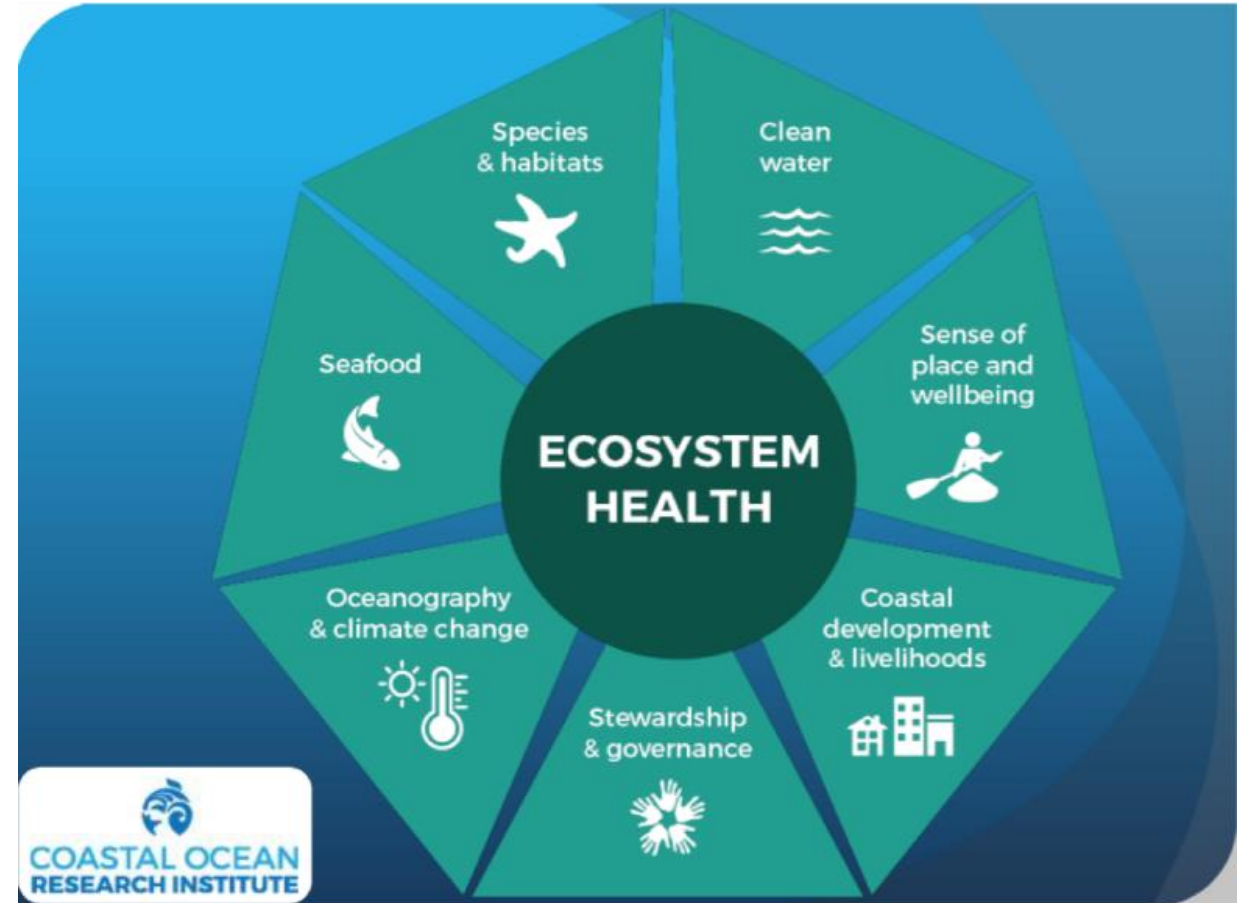 Species
& habitats
Clean
water
Sense of
place and
wellbeing
Coastal
development
& livelihoods
Stewardship
& governance
Oceanography
& climate change
Seafood
ECOSYSTEM
HEALTH
COASTAL OCEAN
RESEARCH INSTITUTE